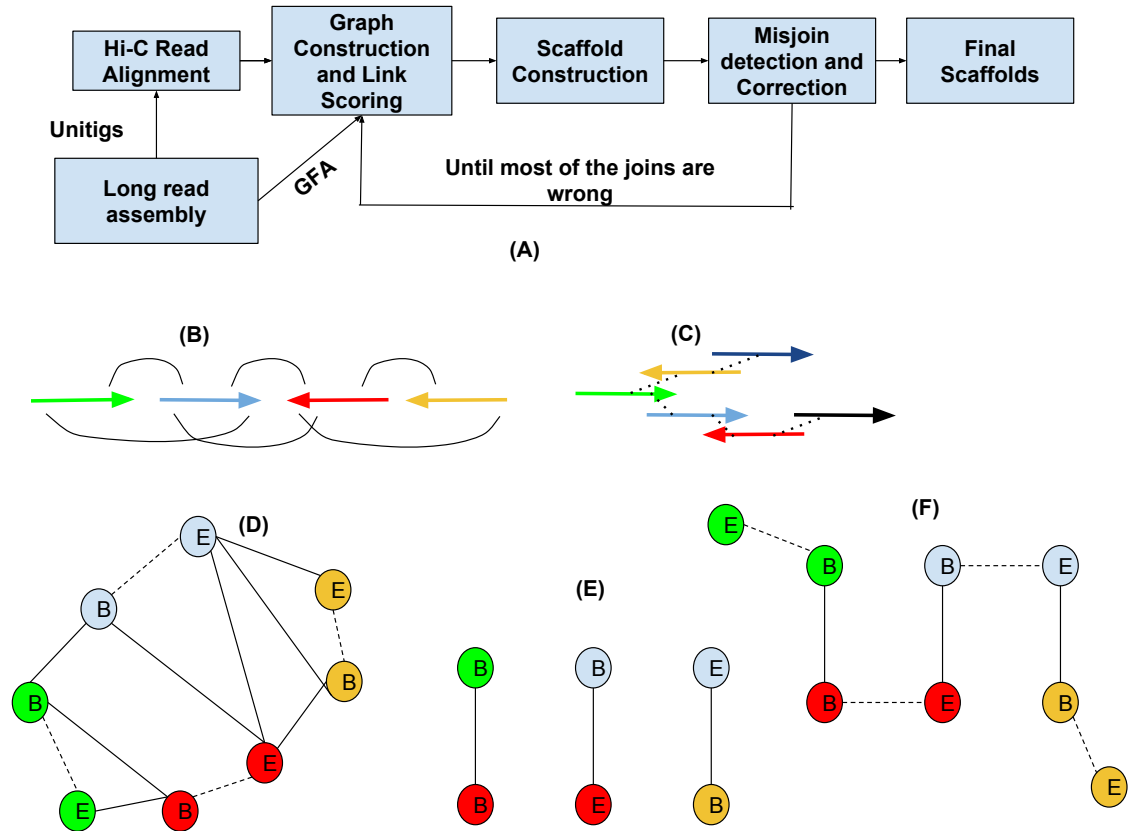 Hi-C Read
Alignment
Graph
Construction
and Link
Scoring
Scaffold
Construction
Misjoin
detection and
Correction
Final
Scaffolds
Unitigs
GFA
Long read
assembly
Until most of the joins are
wrong
(A)
(B)
(C)
(D)
E
B
E
B
B
E
E
B
(E)
B
B
E
B
E
B
(F)
E
B
B
E
B
E
B
E